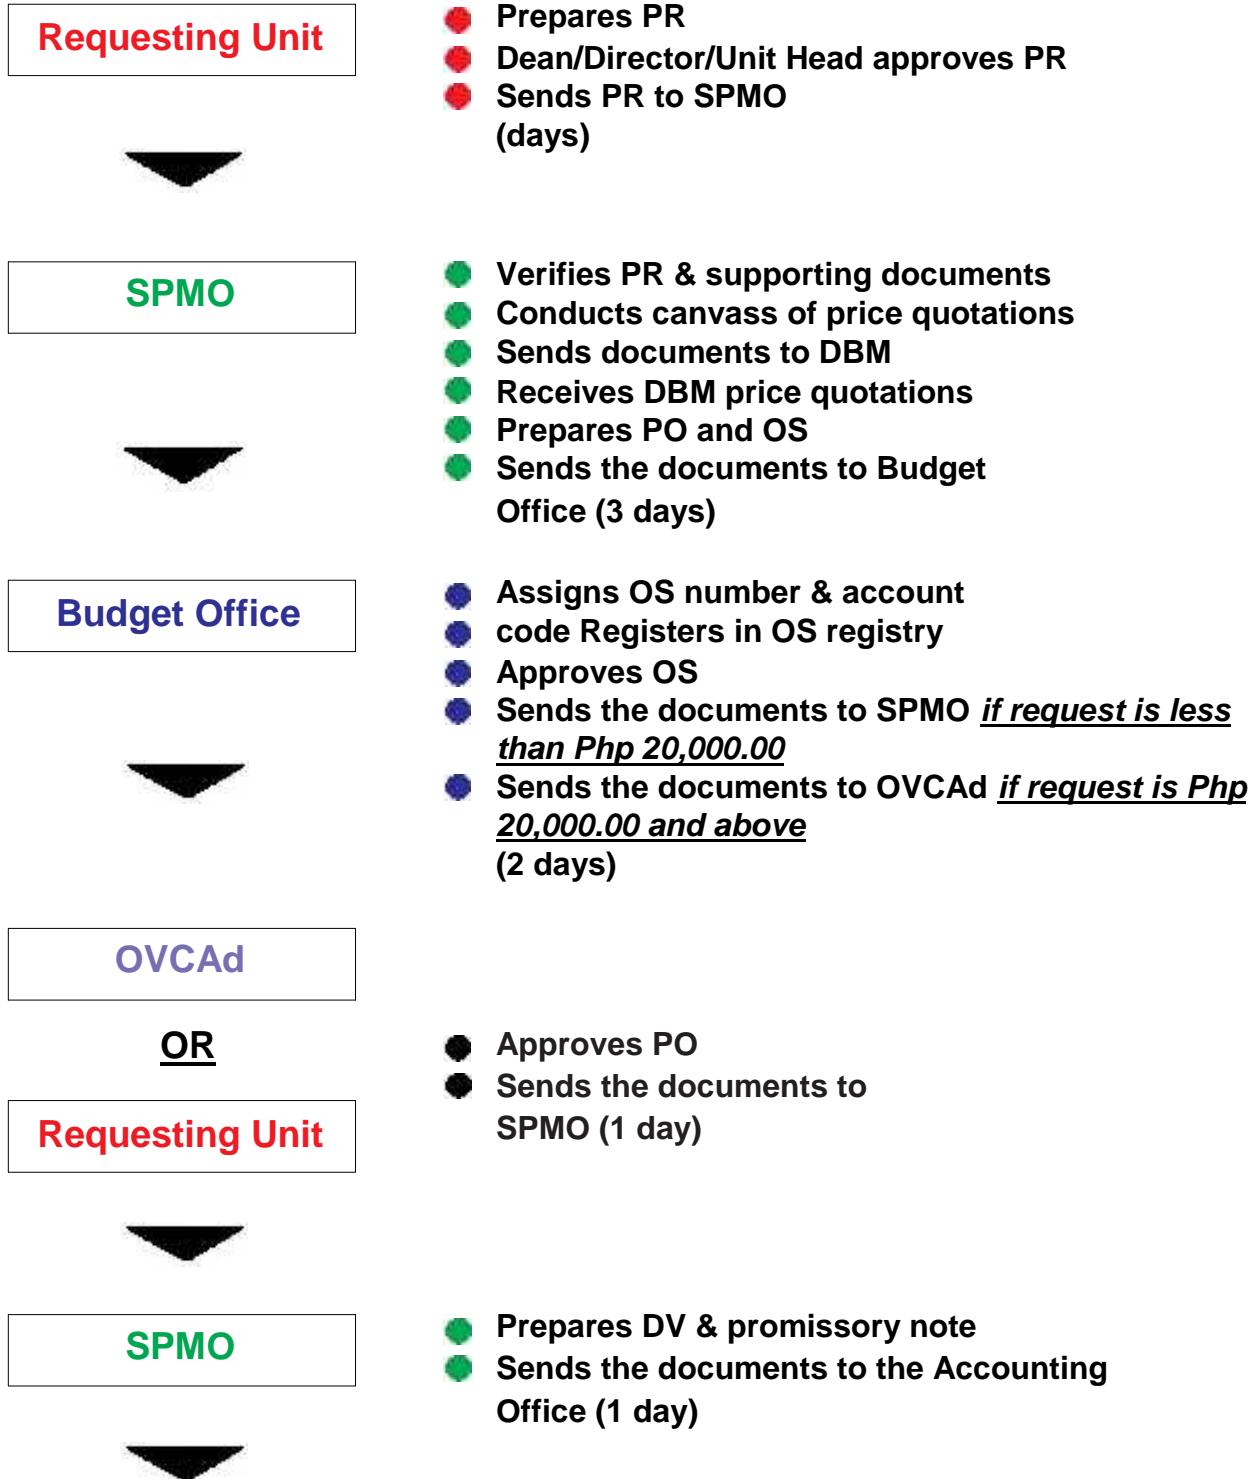 Requesting Unit
Prepares PR
Dean/Director/Unit Head approves PR
Sends PR to SPMO
(days)
SPMO
Verifies PR & supporting documents
Conducts canvass of price quotations
Sends documents to DBM
Receives DBM price quotations
Prepares PO and OS
Sends the documents to Budget
Office (3 days)
Budget Office
Assigns OS number & account
code Registers in OS registry
Approves OS
Sends the documents to SPMO if request is less
than Php 20,000.00
Sends the documents to OVCAd if request is Php
20,000.00 and above
(2 days)
OVCAd
OR
Requesting Unit
Approves PO
Sends the documents to
SPMO (1 day)
SPMO
Prepares DV & promissory note
Sends the documents to the Accounting
Office (1 day)